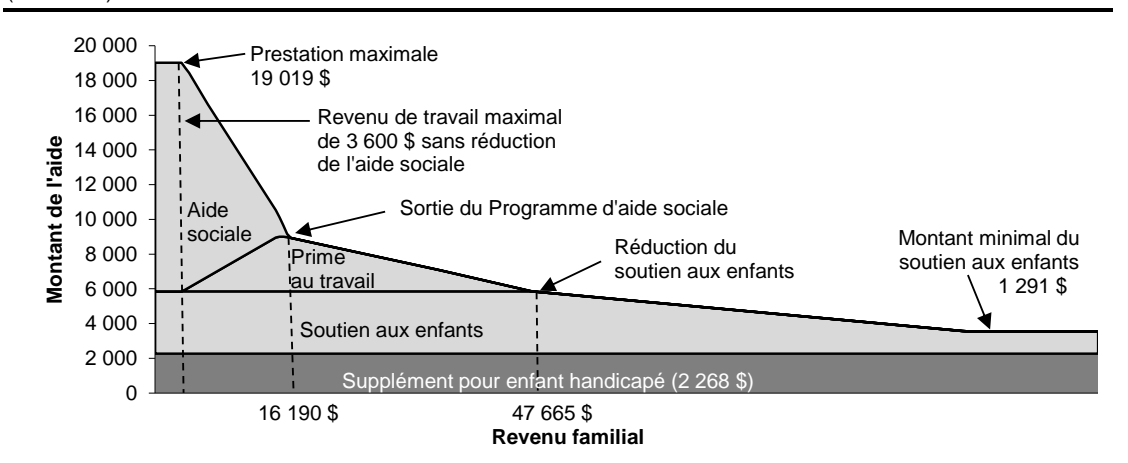 20 000
18 000
16 000
14 000
12 000
10 000
8 000
6 000
4 000
2 000
0
Montant de l'aide
Prestation maximale
19 019 $
Revenu de travail maximal
de 3 600 $ sans réduction
de l'aide sociale
Aide
sociale
Sortie du Programme d'aide sociale
Prime
au travail
Réduction du
soutien aux enfants
Montant minimal du
soutien aux enfants
1 291 $
Soutien aux enfants
Supplément pour enfant handicapé (2 268 $)
16 190 $
47 665 $
Revenu familial